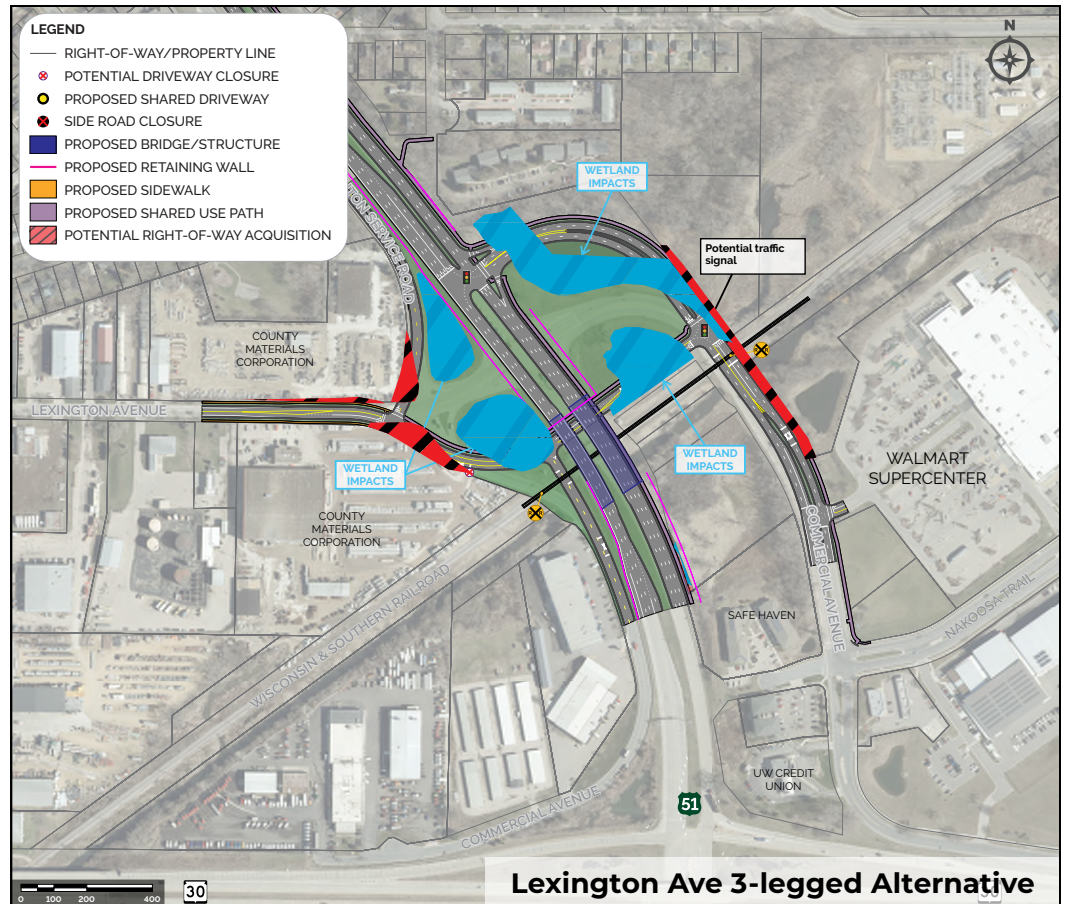 LEGEND
RIGHT-OF-WAY/PROPERTY LINE
POTENTIAL DRIVEWAY CLOSURE
PROPOSED SHARED DRIVEWAY
SIDE ROAD CLOSURE
PROPOSED BRIDGE/STRUCTURE
PROPOSED RETAINING WALL
PROPOSED SIDEWALK
PROPOSED SHARED USE PATH
POTENTIAL RIGHT-OF-WAY ACQUISITION
N
WETLAND
IMPACTS
TON SERVICE ROAD
Potential traffic
signal
COUNTY
MATERIALS
CORPORATION
LEXINGTON AVENUE
WETLAND
IMPACTS
WETLAND
IMPACTS
WALMART
SUPERCENTER
COUNTY
MATERIALS
CORPORATION
COMMERCIAL AVENUE
WISCONSIN & SOUTHERN RAILROAD
SAFE HAVEN
NAKOOSA TRAIL
UW CREDIT
UNION
51
COMMERCIAL AVENUE
30
30
0 100 200 400
Lexington Ave 3-legged Alternative